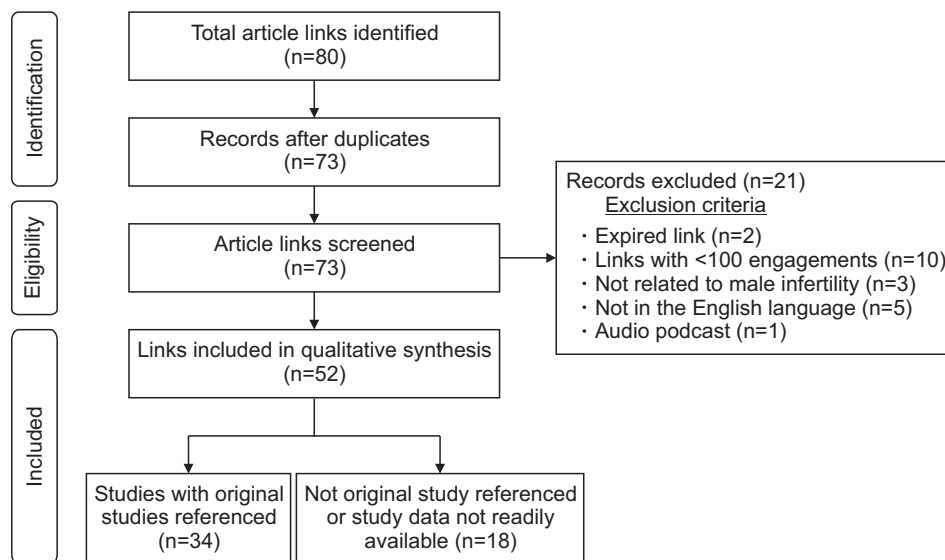 Identification
Total article links identified
(n=80)
Records after duplicates
(n=73)
Eligibility
Article links screened
(n=73)
Records excluded (n=21)
Exclusion criteria
· Expired link (n=2)
· Links with <100 engagements (n=10)
· Not related to male infertility (n=3)
· Not in the English language (n=5)
· Audio podcast (n=1)
Included
Links included in qualitative synthesis
(n=52)
Studies with original
studies referenced
(n=34)
Not original study referenced
or study data not readily
available (n=18)